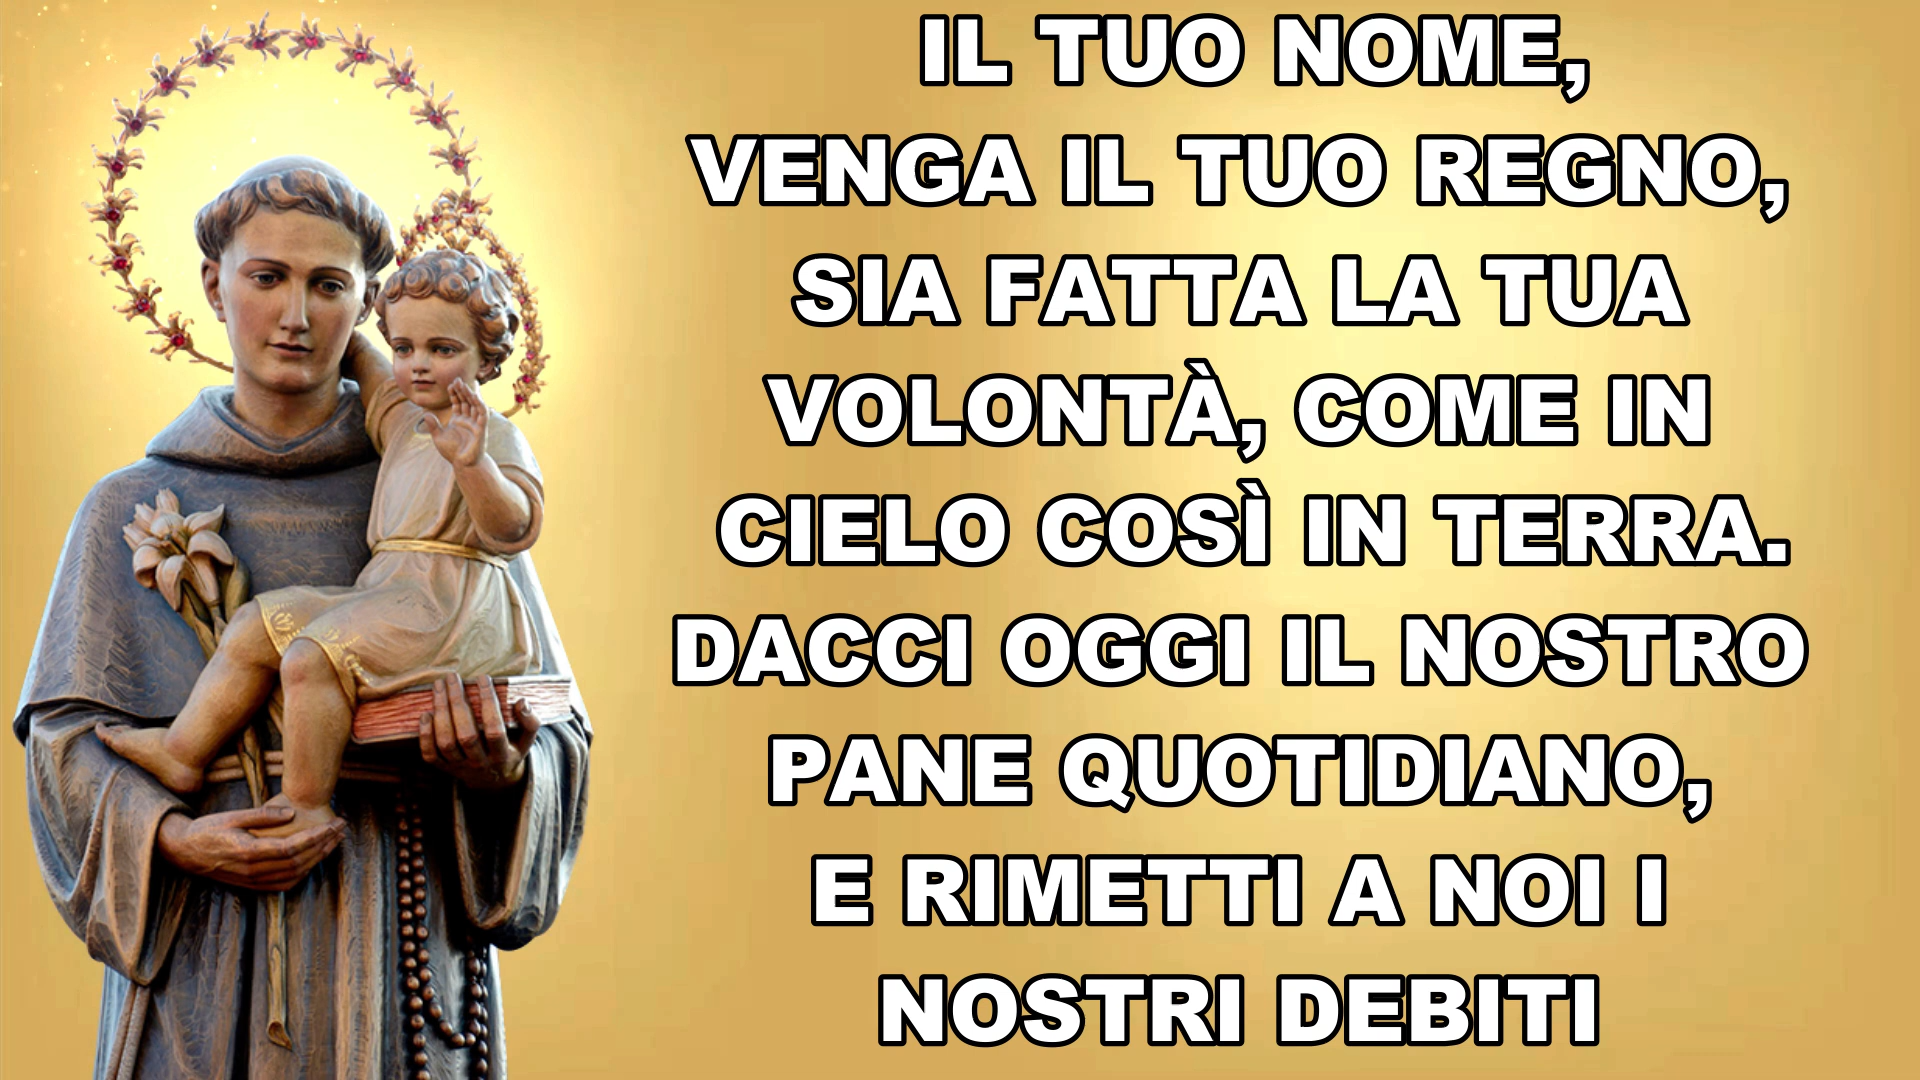 IL TUO NOME,
VENGA IL TUO REGNO,
SIA FATTA LA TUA
VOLONTÀ, COME IN
CIELO COSÌ IN TERRA.
DACCI OGGI IL NOSTRO
PANE QUOTIDIANO,
E RIMETTI A NOI I
NOSTRI DEBITI